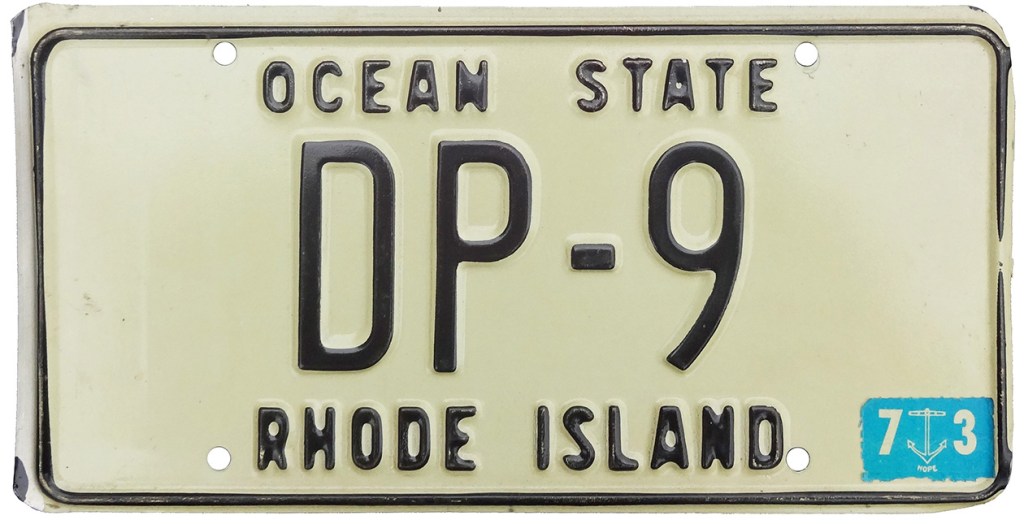 OCEAN STATE
DP-9
RHODE ISLAND
7 3
HOPE